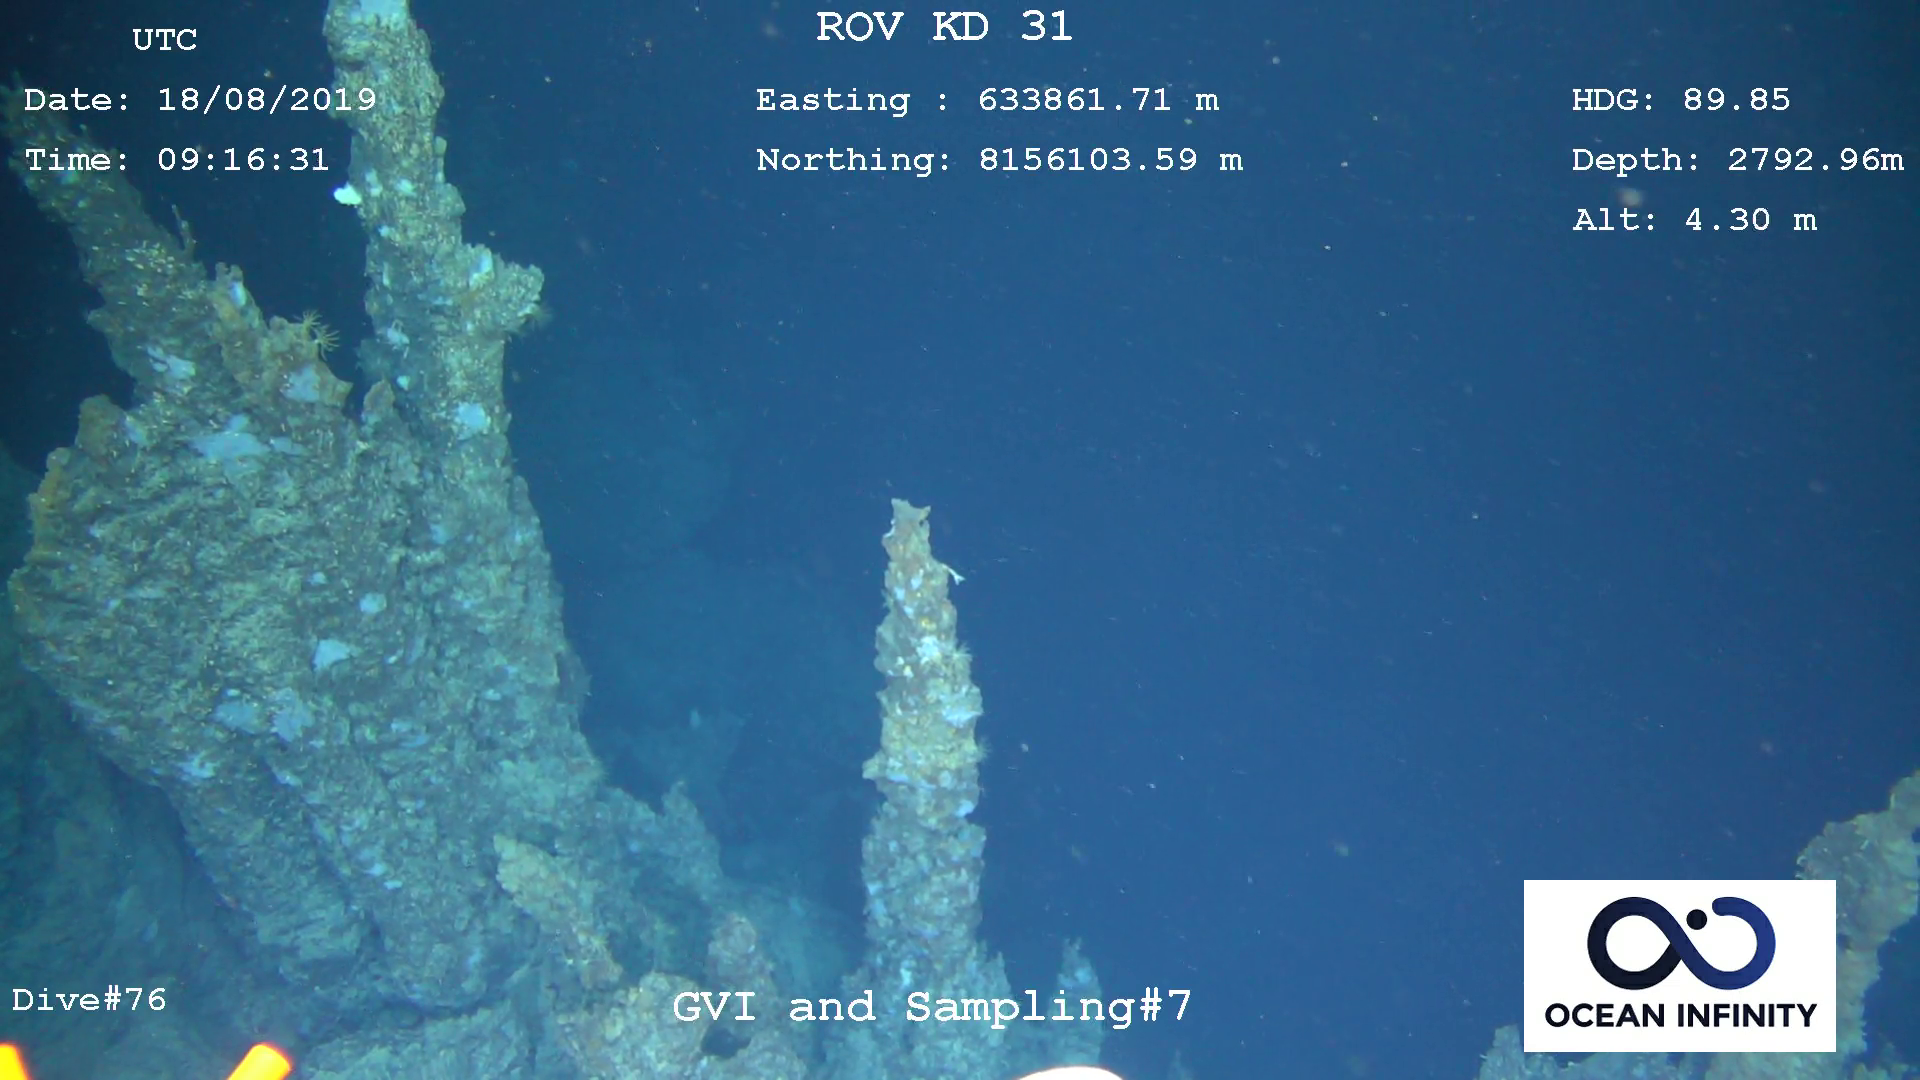 UTC
ROV KD 31
Date: 18/08/2019
Easting : 633861.71 m
HDG: 89.85
Time: 09:16:31
Northing: 8156103.59 m
Depth: 2792.96m
Alt: 4.30 m
OCEAN INFINITY
Dive#76
GVI and Sampling#7